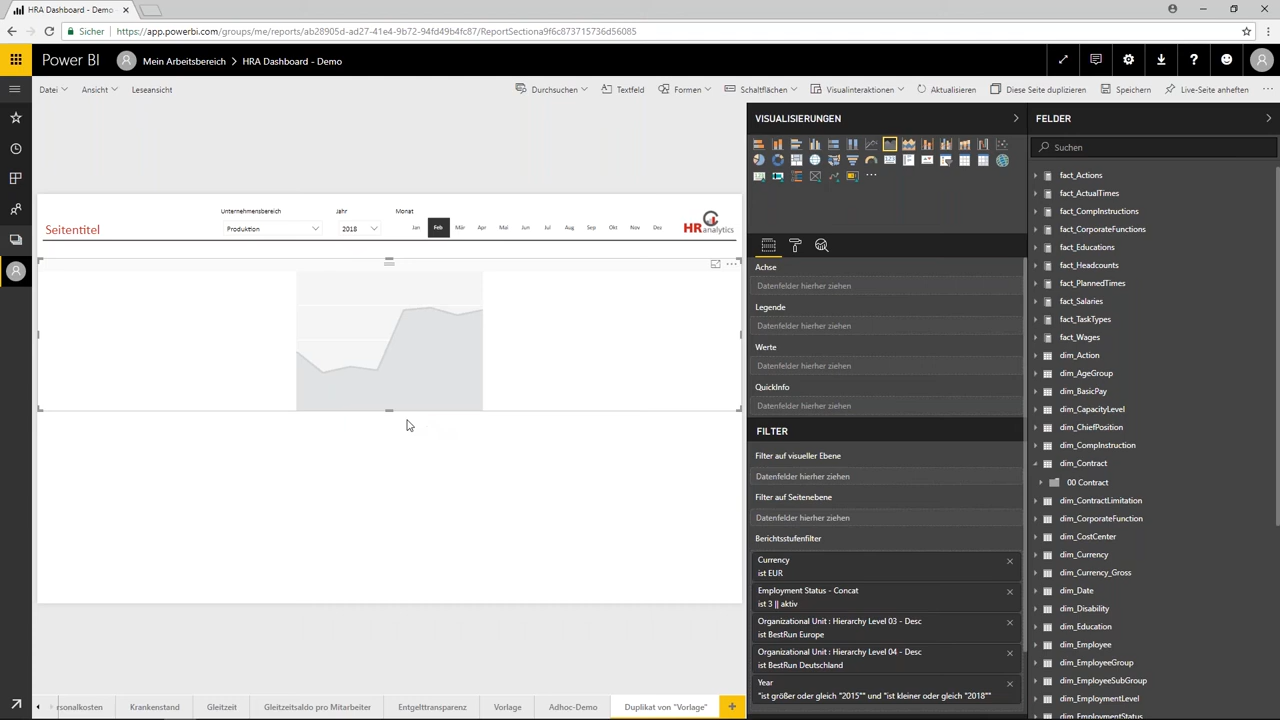 HRA Dashboard - Demo
Sicher
https://app.powerbi.com/groups/me/reports/ab28905d-ad27-41e4-9b72-94fd49b4fc87/ReportSectiona9f6c873715736d56085
Power BI
Mein Arbeitsbereich
HRA Dashboard - Demo
Datei
Ansicht
Leseansicht
Durchsuchen
Textfeld
Formen
Schaltflächen
Visualinteraktionen
Aktualisieren
Diese Seite duplizieren
Speichern
Live-Seite anheften
Unternehmensbereich
Jahr
Monat
Seitentitel
Produktion
2018
Jan Feb Mär Apr Mai Jun Jul Aug Sep Okt Nov Dez
HRanalytics
VISUALISIERUNGEN
Achse
Datenfelder hierher ziehen
Legende
Datenfelder hierher ziehen
Werte
Datenfelder hierher ziehen
QuickInfo
Datenfelder hierher ziehen
FILTER
Filter auf visueller Ebene
Datenfelder hierher ziehen
Filter auf Seitenebene
Datenfelder hierher ziehen
Berichtsstufenfilter
Currency
ist EUR
Employment Status - Concat
ist 3 || aktiv
Organizational Unit : Hierarchy Level 03 - Desc
ist BestRun Europe
Organizational Unit : Hierarchy Level 04 - Desc
ist BestRun Deutschland
Year
"ist größer oder gleich "2015"" und "ist kleiner oder gleich "2018""
FELDER
Suchen
fact_Actions
fact_ActualTimes
fact_CompInstructions
fact_CorporateFunctions
fact_Educations
fact_Headcounts
fact_PlannedTimes
fact_Salaries
fact_TaskTypes
fact_Wages
dim_Action
dim_AgeGroup
dim_BasicPay
dim_CapacityLevel
dim_ChiefPosition
dim_CompInstruction
dim_Contract
00 Contract
dim_ContractLimitation
dim_CorporateFunction
dim_CostCenter
dim_Currency
dim_Currency_Gross
dim_Date
dim_Disability
dim_Education
dim_Employee
dim_EmployeeGroup
dim_EmployeeSubGroup
dim_EmploymentLevel
dim_EmploymentStatus
rsonalkosten
Krankenstand
Gleitzeit
Gleitzeitsaldo pro Mitarbeiter
Entgelttransparenz
Vorlage
Adhoc-Demo
Duplikat von "Vorlage"